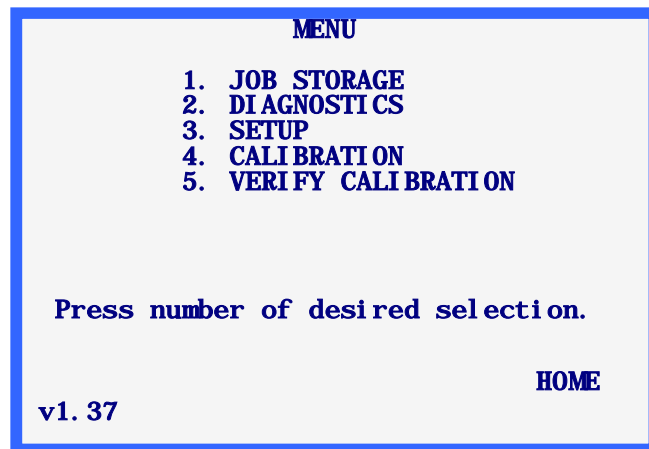 MENU
1. JOB STORAGE
2. DIAGNOSTICS
3. SETUP
4. CALIBRATION
5. VERIFY CALIBRATION
Press number of desired selection.
HOME
v1.37